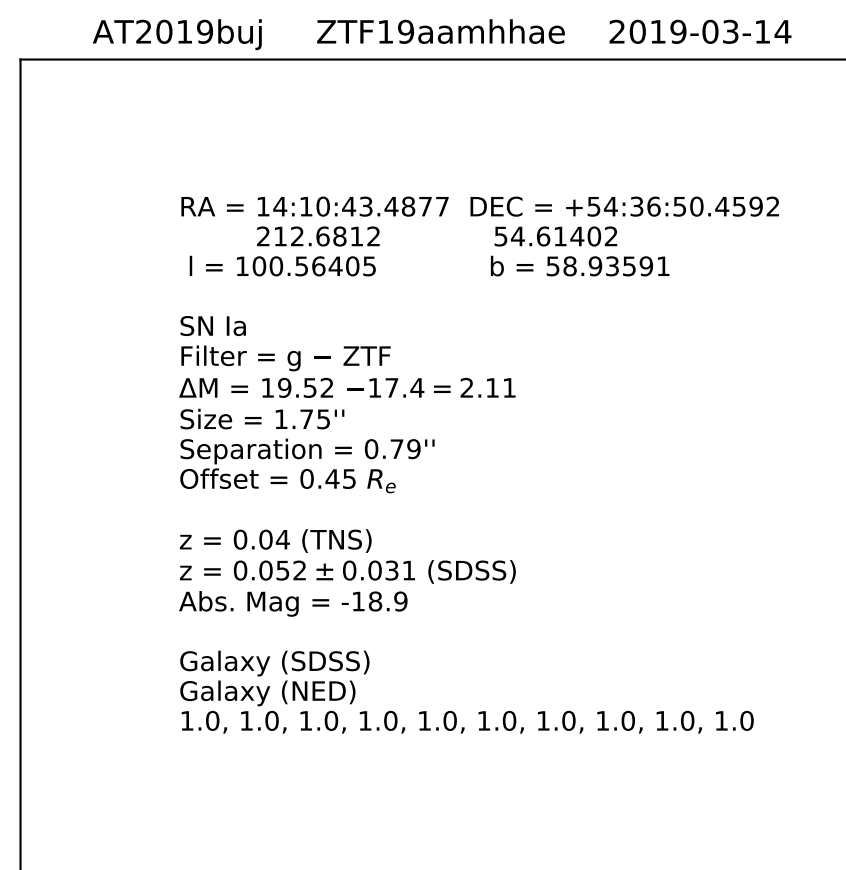 AT2019buj ZTF19aamhhae 2019-03-14
RA = 14:10:43.4877 DEC = +54:36:50.4592
212.6812 54.61402
l = 100.56405 b = 58.93591
SN Ia
Filter = g − ZTF
ΔM = 19.52 −17.4 = 2.11
Size = 1.75''
Separation = 0.79''
Offset = 0.45 Rₑ
z = 0.04 (TNS)
z = 0.052 ± 0.031 (SDSS)
Abs. Mag = -18.9
Galaxy (SDSS)
Galaxy (NED)
1.0, 1.0, 1.0, 1.0, 1.0, 1.0, 1.0, 1.0, 1.0, 1.0